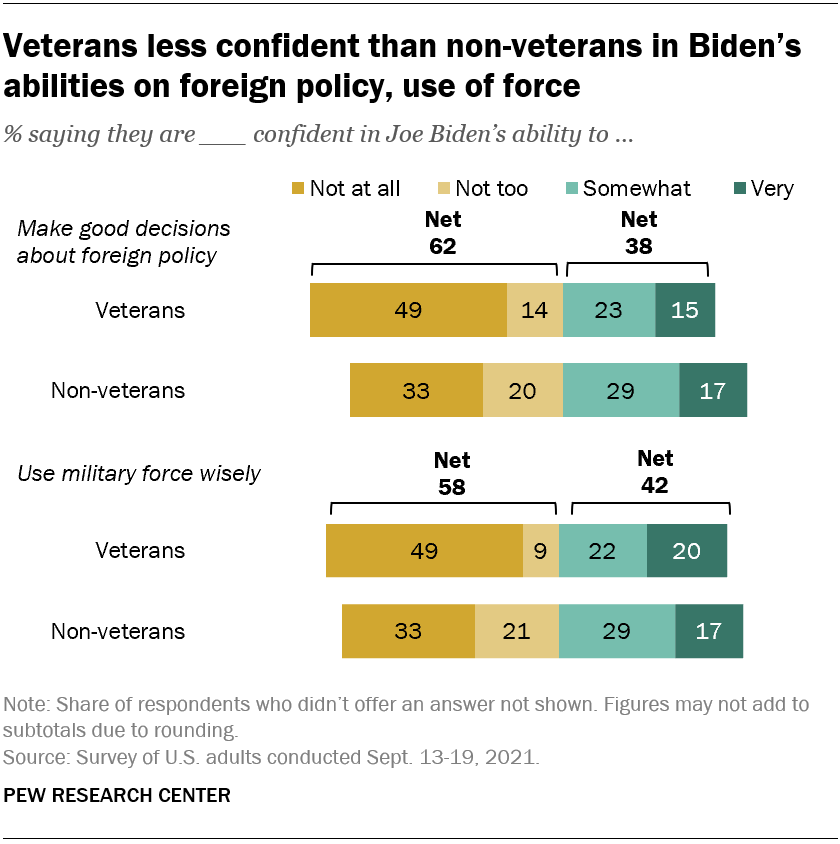 Veterans less confident than non-veterans in Biden’s
abilities on foreign policy, use of force
% saying they are ___ confident in Joe Biden’s ability to ...
Not at all Not too Somewhat Very
Make good decisions
about foreign policy
Net
62
Net
38
Veterans 49 14 23 15
Non-veterans 33 20 29 17
Use military force wisely
Net
58
Net
42
Veterans 49 9 22 20
Non-veterans 33 21 29 17
Note: Share of respondents who didn’t offer an answer not shown. Figures may not add to
subtotals due to rounding.
Source: Survey of U.S. adults conducted Sept. 13-19, 2021.
PEW RESEARCH CENTER